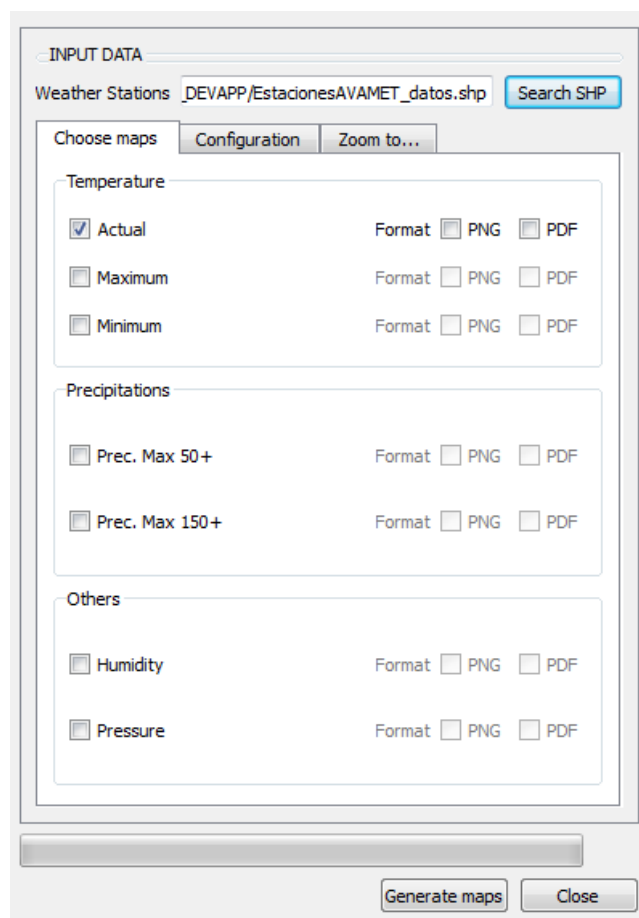 INPUT DATA
Weather Stations _DEVAPP/EstacionesAVAMET_datos.shp Search SHP
Choose maps Configuration Zoom to...
Temperature
Actual Format PNG PDF
Maximum Format PNG PDF
Minimum Format PNG PDF
Precipitations
Prec. Max 50+ Format PNG PDF
Prec. Max 150+ Format PNG PDF
Others
Humidity Format PNG PDF
Pressure Format PNG PDF
Generate maps Close